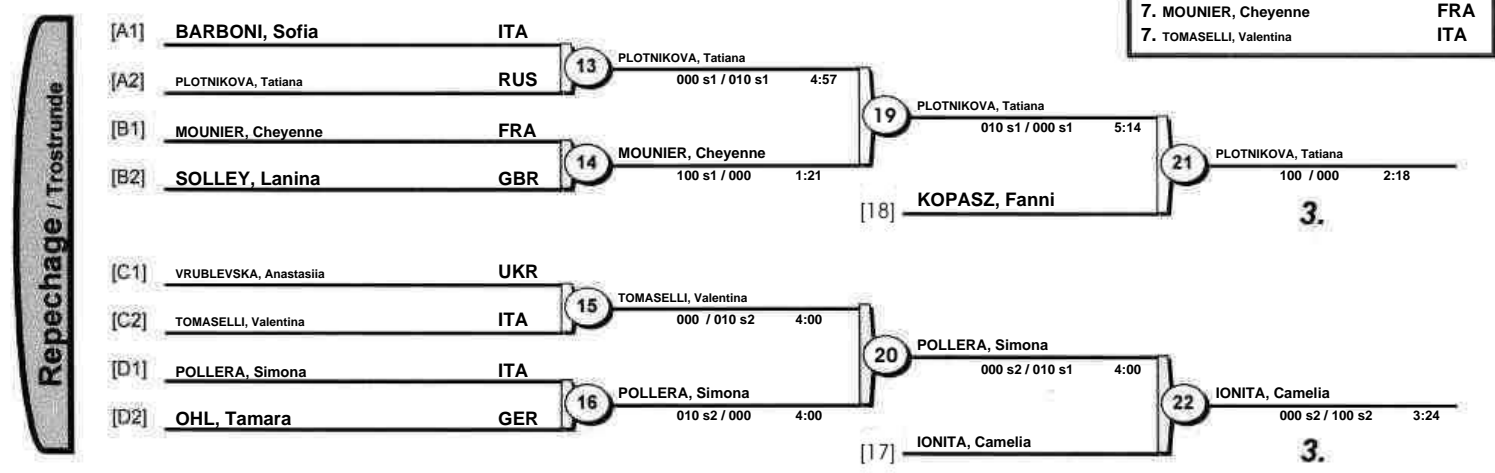 7. MOUNIER, Cheyenne FRA
7. TOMASELLI, Valentina ITA
Repechage / Trostrunde
[A1] BARBONI, Sofia ITA
13 PLOTNIKOVA, Tatiana
000 s1 / 010 s1 4:57
[A2] PLOTNIKOVA, Tatiana RUS
19 PLOTNIKOVA, Tatiana
010 s1 / 000 s1 5:14
[B1] MOUNIER, Cheyenne FRA
14 MOUNIER, Cheyenne
100 s1 / 000 1:21
21 PLOTNIKOVA, Tatiana
100 / 000 2:18
[B2] SOLLEY, Lanina GBR
[18] KOPASZ, Fanni
3.
[C1] VRUBLEVSKA, Anastasiia UKR
15 TOMASELLI, Valentina
000 / 010 s2 4:00
[C2] TOMASELLI, Valentina ITA
20 POLLERA, Simona
000 s2 / 010 s1 4:00
[D1] POLLERA, Simona ITA
16 POLLERA, Simona
010 s2 / 000 4:00
22 IONITA, Camelia
000 s2 / 100 s2 3:24
[D2] OHL, Tamara GER
[17] IONITA, Camelia
3.